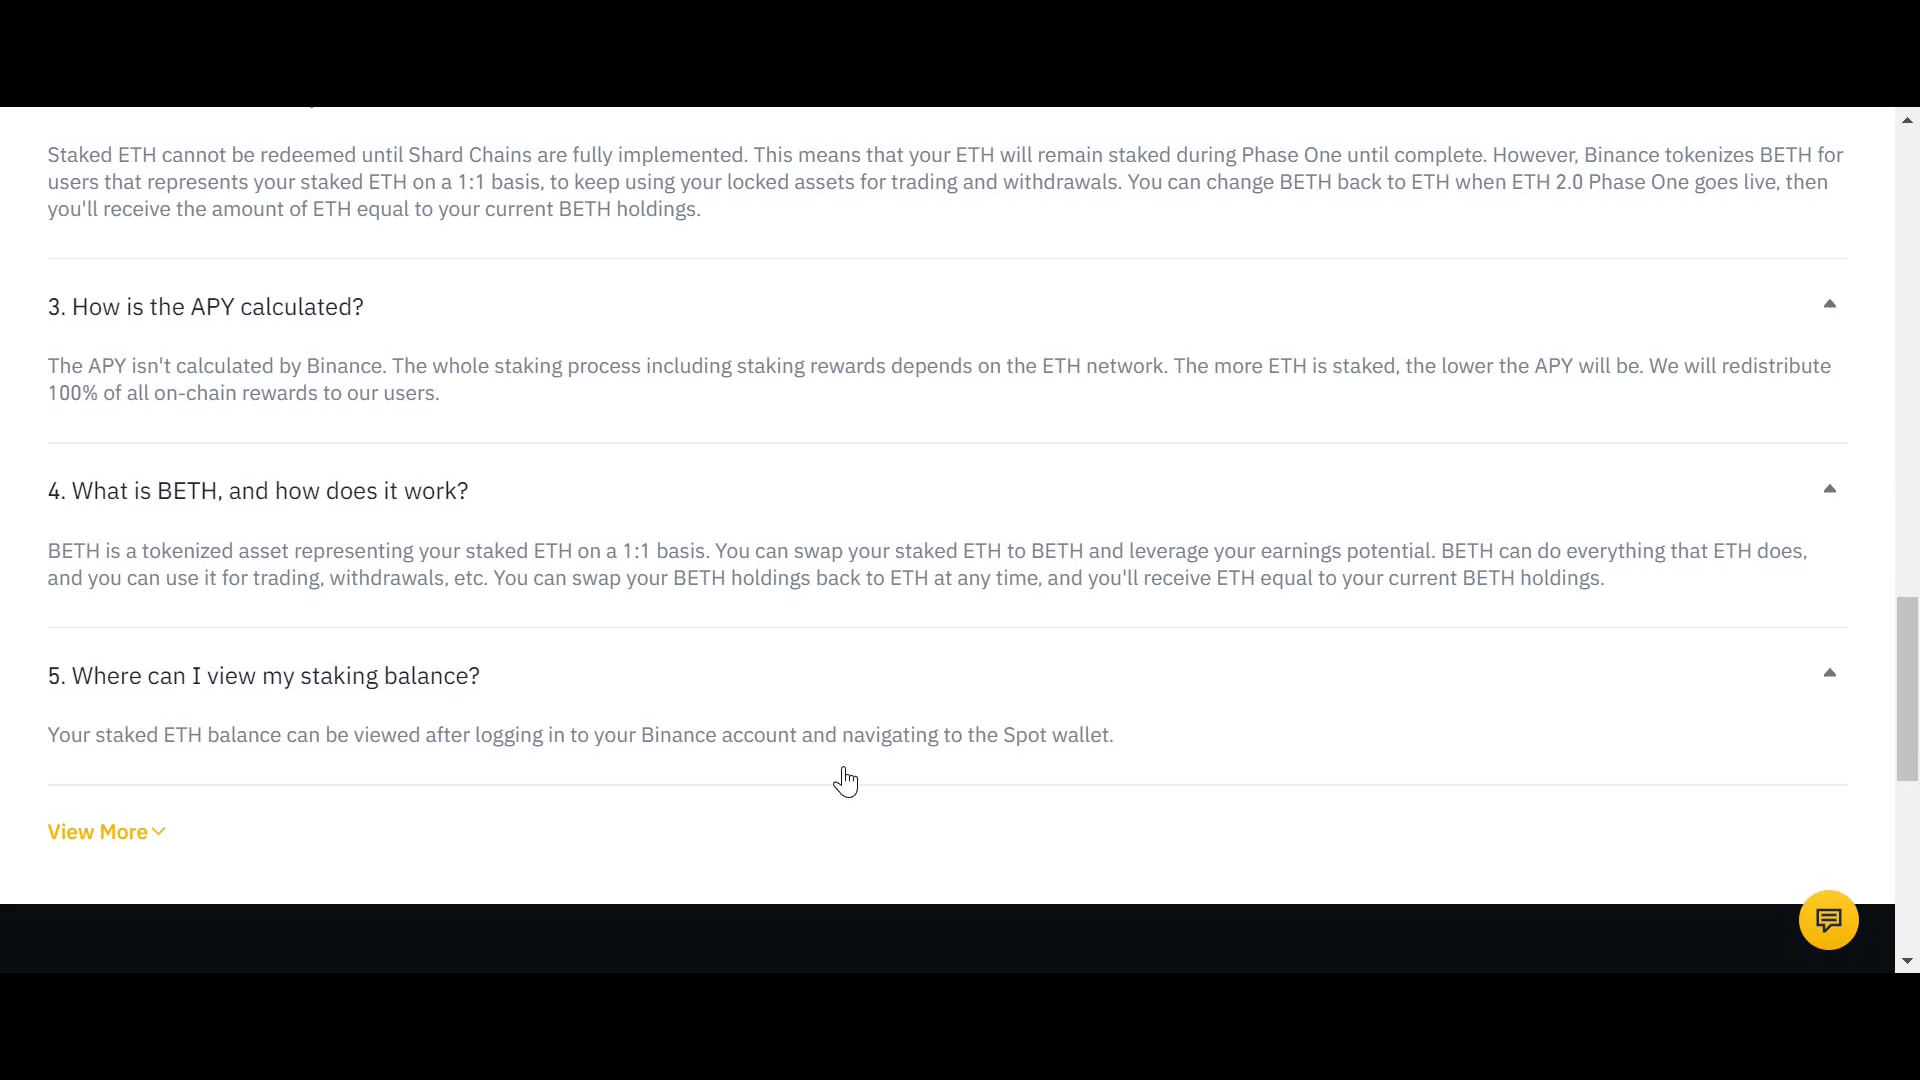 Staked ETH cannot be redeemed until Shard Chains are fully implemented. This means that your ETH will remain staked during Phase One until complete. However, Binance tokenizes BETH for
users that represents your staked ETH on a 1:1 basis, to keep using your locked assets for trading and withdrawals. You can change BETH back to ETH when ETH 2.0 Phase One goes live, then
you'll receive the amount of ETH equal to your current BETH holdings.
3. How is the APY calculated?
The APY isn't calculated by Binance. The whole staking process including staking rewards depends on the ETH network. The more ETH is staked, the lower the APY will be. We will redistribute
100% of all on-chain rewards to our users.
4. What is BETH, and how does it work?
BETH is a tokenized asset representing your staked ETH on a 1:1 basis. You can swap your staked ETH to BETH and leverage your earnings potential. BETH can do everything that ETH does,
and you can use it for trading, withdrawals, etc. You can swap your BETH holdings back to ETH at any time, and you'll receive ETH equal to your current BETH holdings.
5. Where can I view my staking balance?
Your staked ETH balance can be viewed after logging in to your Binance account and navigating to the Spot wallet.
View More